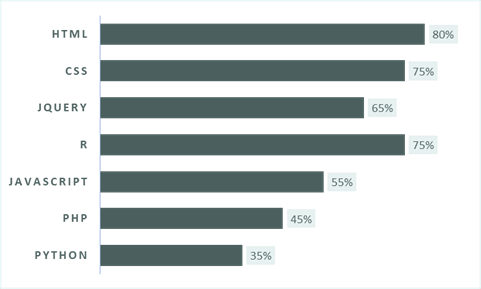 HTML 80%
CSS 75%
JQUERY 65%
R 75%
JAVASCRIPT 55%
PHP 45%
PYTHON 35%